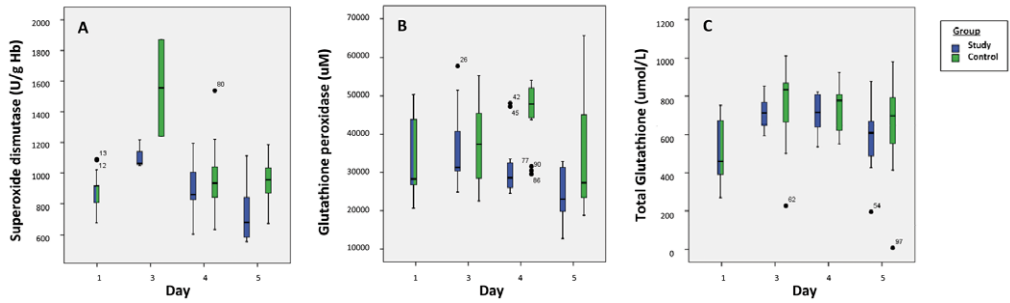 A
Superoxide dismutase (U/g Hb)
2000
1800
1600
1400
1200
1000
800
600
13
12
80
1 3 4 5
Day
B
Glutathione peroxidase (uM)
70000
60000
50000
40000
30000
20000
10000
26
42
45
77
90
86
1 3 4 5
Day
C
Total Glutathione (umol/L)
1200
1000
800
600
400
200
0
62
54
97
1 3 4 5
Day
Group
Study
Control